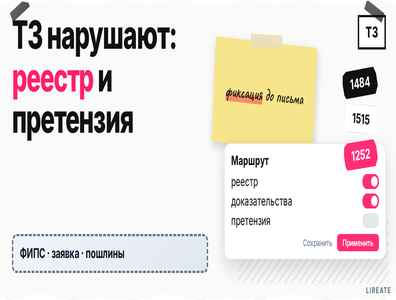 ТЗ нарушают:
реестр и
претензия
ТЗ
фиксация до письма
1484
1515
1252
Маршрут
реестр
доказательства
претензия
Сохранить
Применить
ФИПС · заявка · пошлины
LIREATE